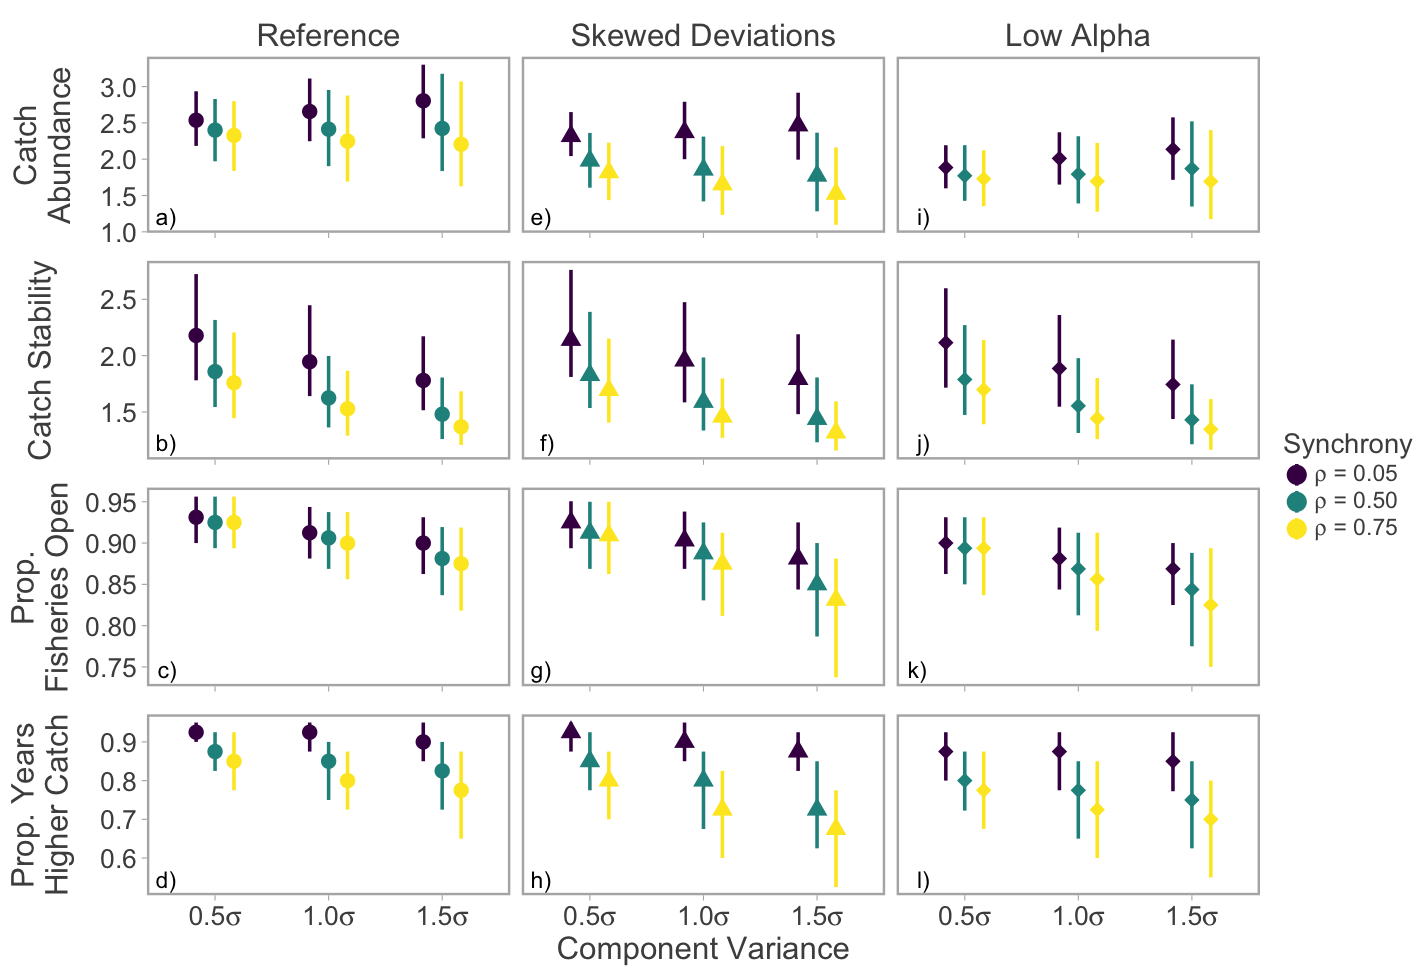 Reference
Skewed Deviations
Low Alpha
Catch
Abundance
3.0
2.5
2.0
1.5
1.0
a)
e)
i)
Catch Stability
2.5
2.0
1.5
b)
f)
j)
Prop.
Fisheries Open
0.95
0.90
0.85
0.80
0.75
c)
g)
k)
Prop. Years
Higher Catch
0.9
0.8
0.7
0.6
d)
h)
l)
0.5σ 1.0σ 1.5σ
0.5σ 1.0σ 1.5σ
0.5σ 1.0σ 1.5σ
Component Variance
Synchrony
ρ = 0.05
ρ = 0.50
ρ = 0.75